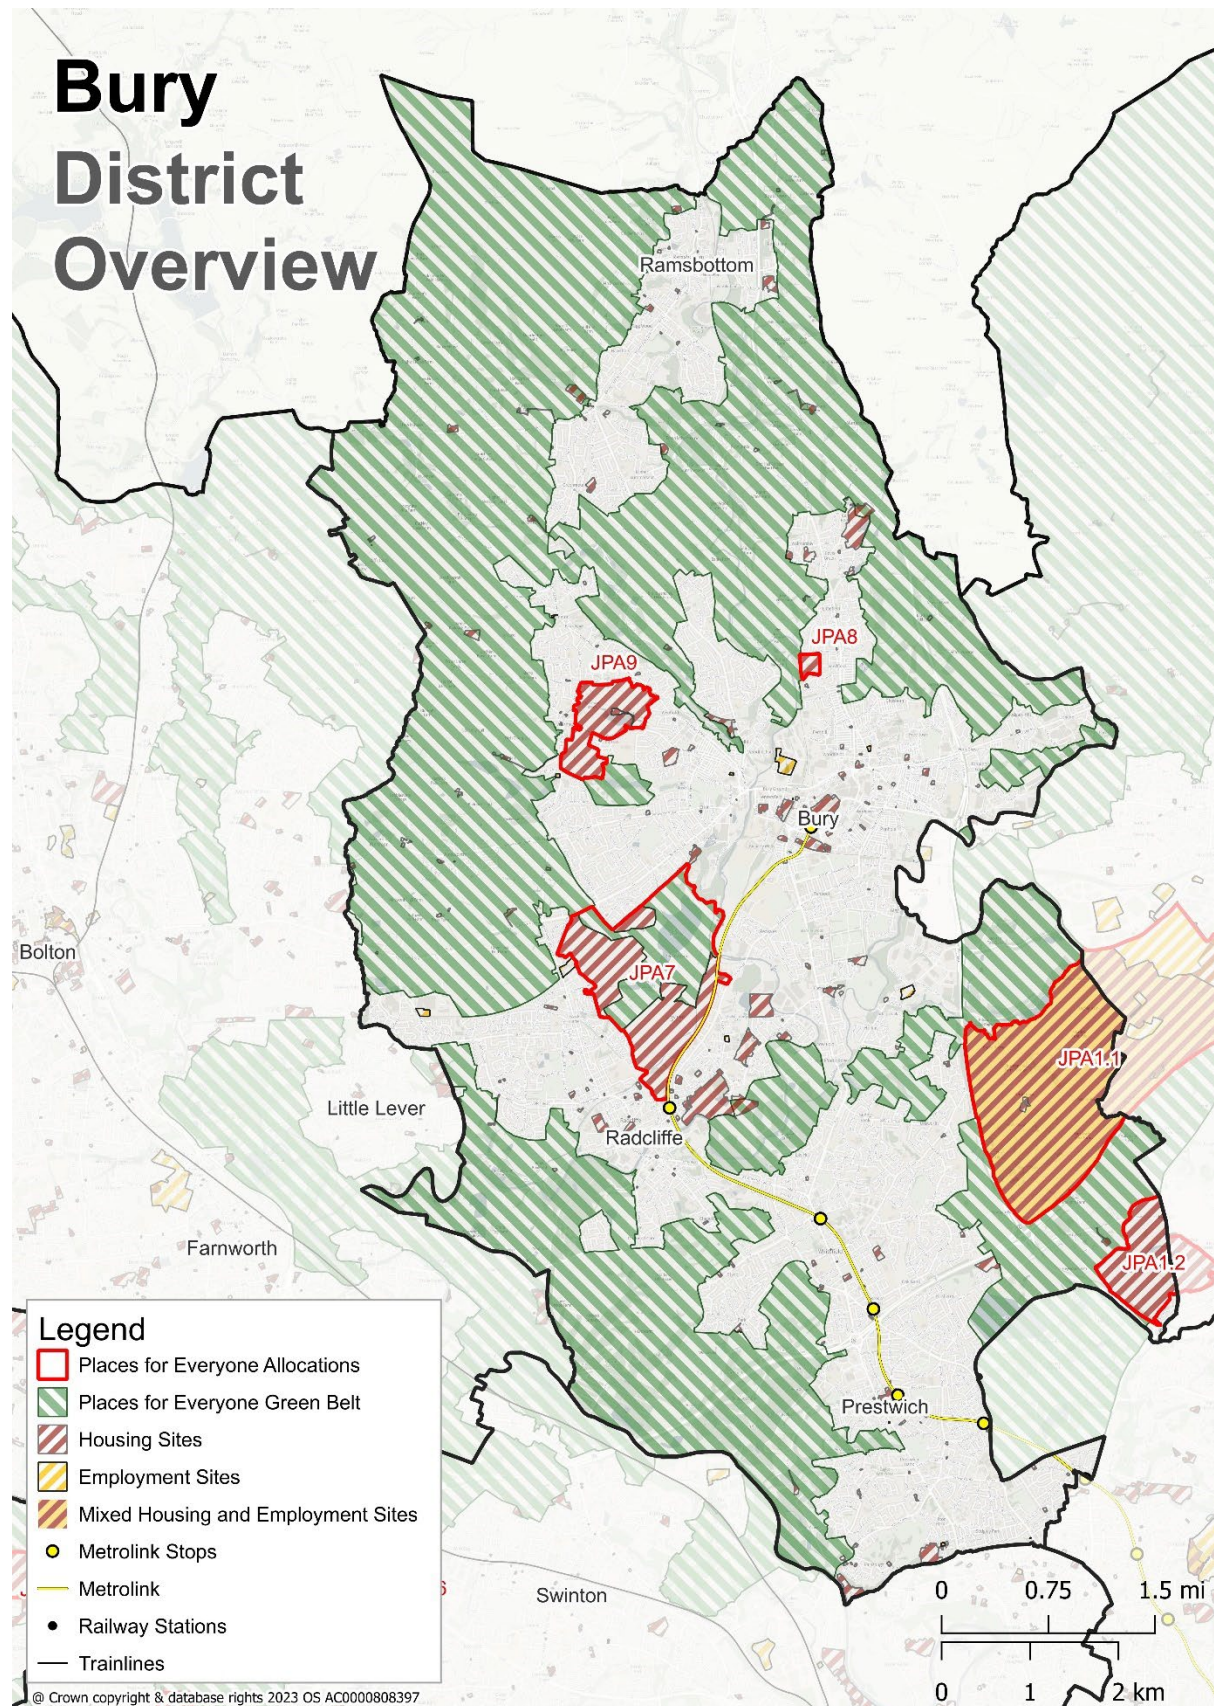 Bury
District
Overview
Ramsbottom
JPA8
JPA9
Bury
Bolton
JPA7
JPA1.1
Little Lever
Radcliffe
Farnworth
JPA1.2
Legend
Places for Everyone Allocations
Places for Everyone Green Belt
Housing Sites
Employment Sites
Mixed Housing and Employment Sites
Metrolink Stops
Metrolink
Railway Stations
Trainlines
Prestwich
Swinton
0 0.75 1.5 mi
0 1 2 km
@ Crown copyright & database rights 2023 OS AC0000808397